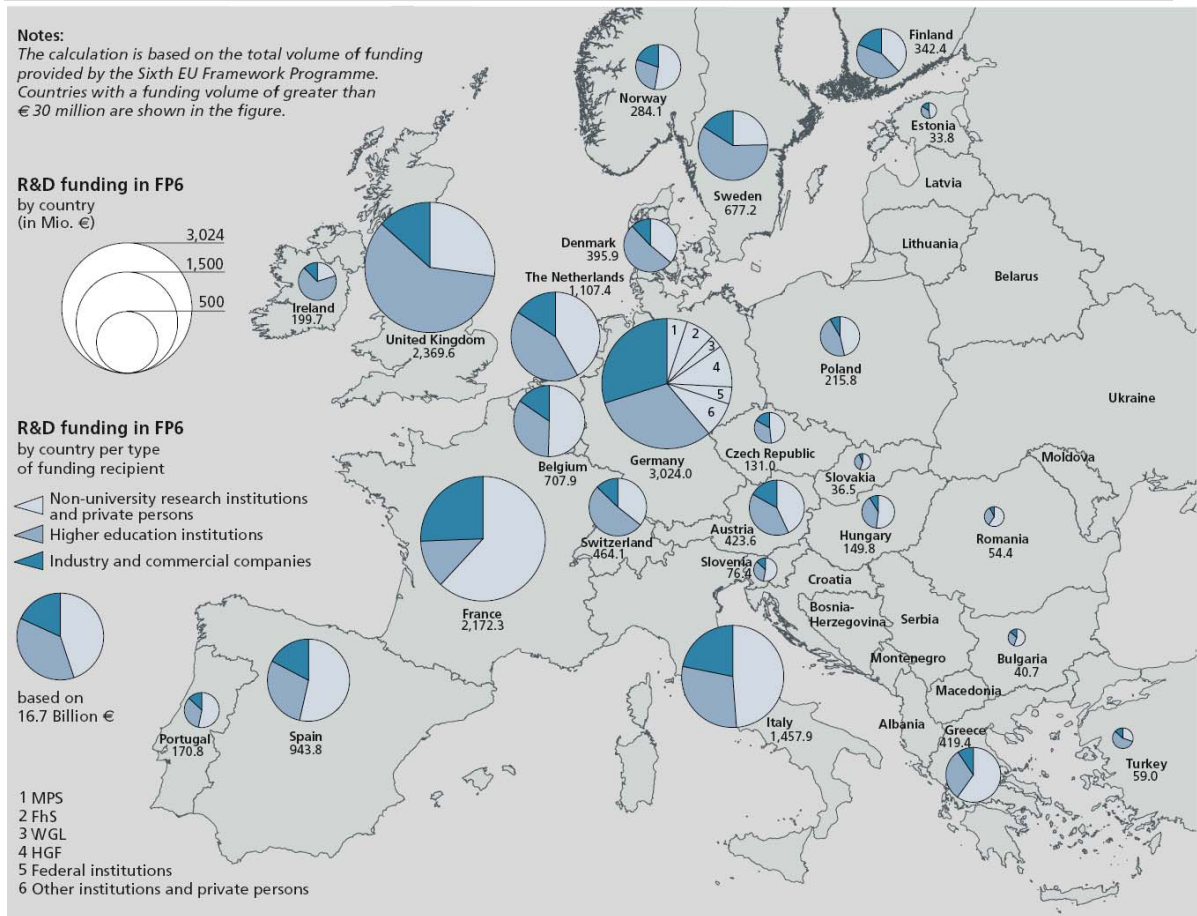 Notes:
The calculation is based on the total volume of funding
provided by the Sixth EU Framework Programme.
Countries with a funding volume of greater than
€ 30 million are shown in the figure.
R&D funding in FP6
by country
(in Mio. €)
3,024
1,500
500
R&D funding in FP6
by country per type
of funding recipient
Non-university research institutions
and private persons
Higher education institutions
Industry and commercial companies
based on
16.7 Billion €
1 MPS
2 FhS
3 WGL
4 HGF
5 Federal institutions
6 Other institutions and private persons
Finland
342.4
Norway
284.1
Estonia
33.8
Sweden
677.2
Latvia
Lithuania
Belarus
Denmark
395.9
The Netherlands
1,107.4
Ireland
199.7
United Kingdom
2,369.6
1
2
3
4
5
6
Germany
3,024.0
Poland
215.8
Ukraine
Belgium
707.9
Czech Republic
131.0
Slovakia
36.5
Moldova
Switzerland
464.1
Austria
423.6
Hungary
149.8
Romania
54.4
France
2,172.3
Slovenia
76.4
Croatia
Bosnia-
Herzegovina
Serbia
Montenegro
Bulgaria
40.7
Macedonia
Albania
Portugal
170.8
Spain
943.8
Italy
1,457.9
Greece
419.4
Turkey
59.0